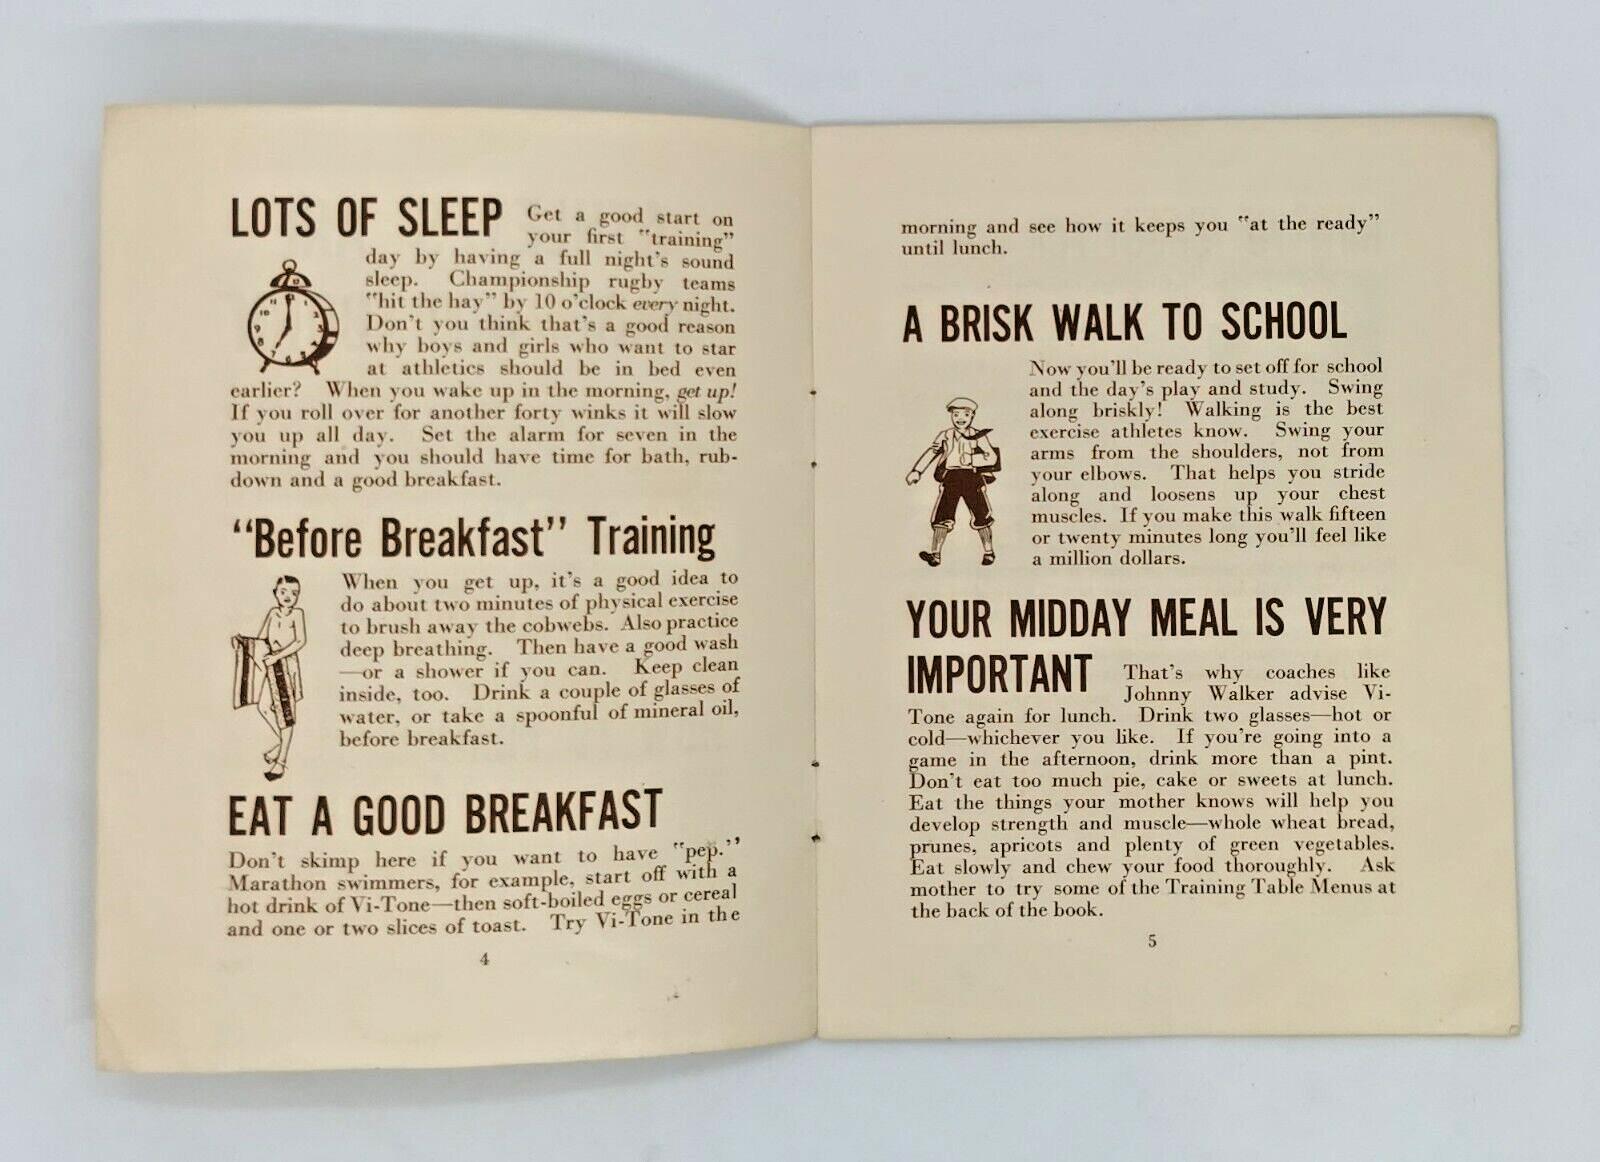 LOTS OF SLEEP Get a good start on
your first "training"
day by having a full night's sound
sleep. Championship rugby teams
"hit the hay" by 10 o'clock every night.
Don't you think that's a good reason
why boys and girls who want to star
at athletics should be in bed even
earlier? When you wake up in the morning, get up!
If you roll over for another forty winks it will slow
you up all day. Set the alarm for seven in the
morning and you should have time for bath, rub-
down and a good breakfast.
"Before Breakfast" Training
When you get up, it's a good idea to
do about two minutes of physical exercise
to brush away the cobwebs. Also practice
deep breathing. Then have a good wash
—or a shower if you can. Keep clean
inside, too. Drink a couple of glasses of
water, or take a spoonful of mineral oil,
before breakfast.
EAT A GOOD BREAKFAST
Don't skimp here if you want to have "pep."
Marathon swimmers, for example, start off with a
hot drink of Vi-Tone—then soft-boiled eggs or cereal
and one or two slices of toast. Try Vi-Tone in the
4
morning and see how it keeps you "at the ready"
until lunch.
A BRISK WALK TO SCHOOL
Now you'll be ready to set off for school
and the day's play and study. Swing
along briskly! Walking is the best
exercise athletes know. Swing your
arms from the shoulders, not from
your elbows. That helps you stride
along and loosens up your chest
muscles. If you make this walk fifteen
or twenty minutes long you'll feel like
a million dollars.
YOUR MIDDAY MEAL IS VERY
IMPORTANT That's why coaches like
Johnny Walker advise Vi-
Tone again for lunch. Drink two glasses—hot or
cold—whichever you like. If you're going into a
game in the afternoon, drink more than a pint.
Don't eat too much pie, cake or sweets at lunch.
Eat the things your mother knows will help you
develop strength and muscle—whole wheat bread,
prunes, apricots and plenty of green vegetables.
Eat slowly and chew your food thoroughly. Ask
mother to try some of the Training Table Menus at
the back of the book.
5